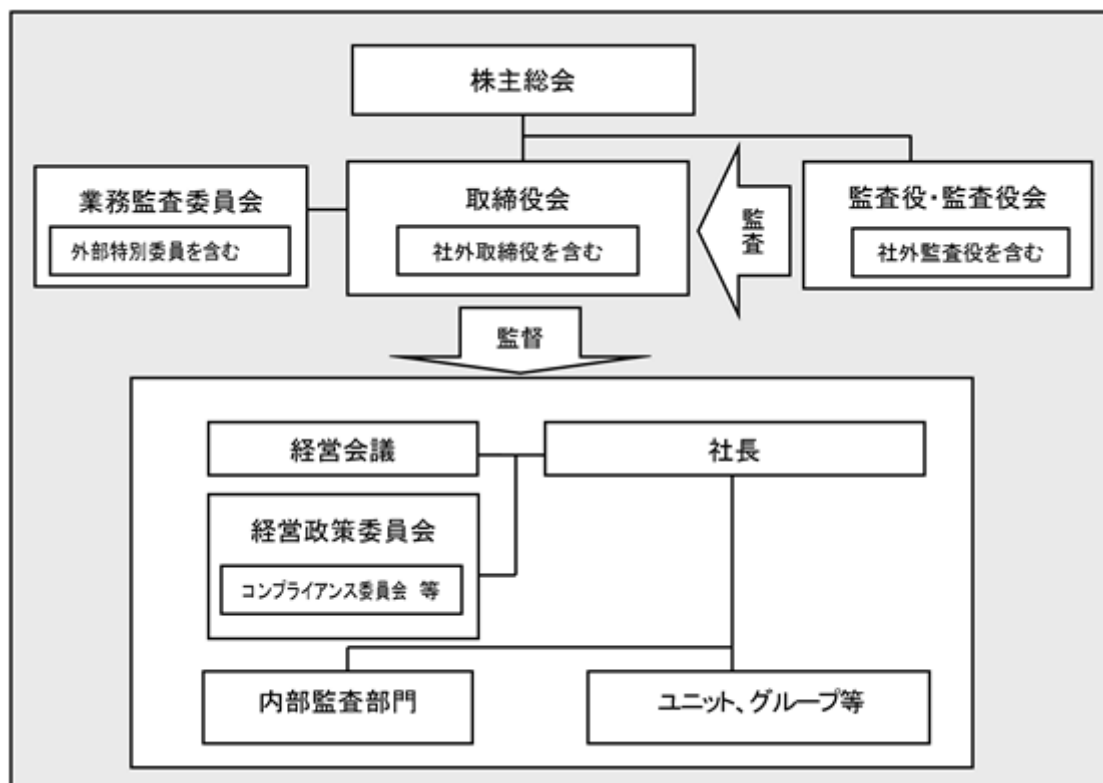 株主総会
業務監査委員会
外部特別委員を含む
取締役会
社外取締役を含む
監査
監査役・監査役会
社外監査役を含む
監督
経営会議
社長
経営政策委員会
コンプライアンス委員会 等
内部監査部門
ユニット、グループ等